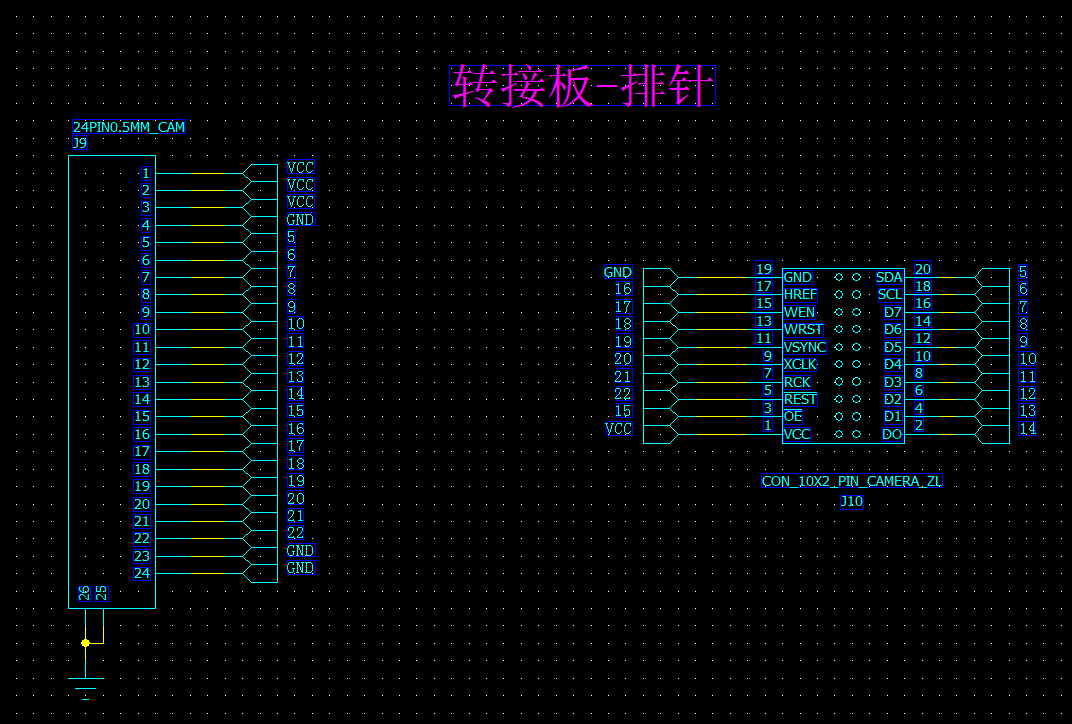 转接板-排针
24PIN0.5MM_CAM
J9
1 VCC
2 VCC
3 VCC
4 GND
5 5
6 6
7 7
8 8
9 9
10 10
11 11
12 12
13 13
14 14
15 15
16 16
17 17
18 18
19 19
20 20
21 21
22 22
23 GND
24 GND
26 25
GND 19 GND SDA 20 5
16 17 HREF SCL 18 6
17 15 WEN D7 16 7
18 13 WRST D6 14 8
19 11 VSYNC D5 12 9
20 9 XCLK D4 10 10
21 7 RCK D3 8 11
22 5 REST D2 6 12
15 3 OE D1 4 13
VCC 1 VCC DO 2 14
CON_10X2_PIN_CAMERA_ZL
J10